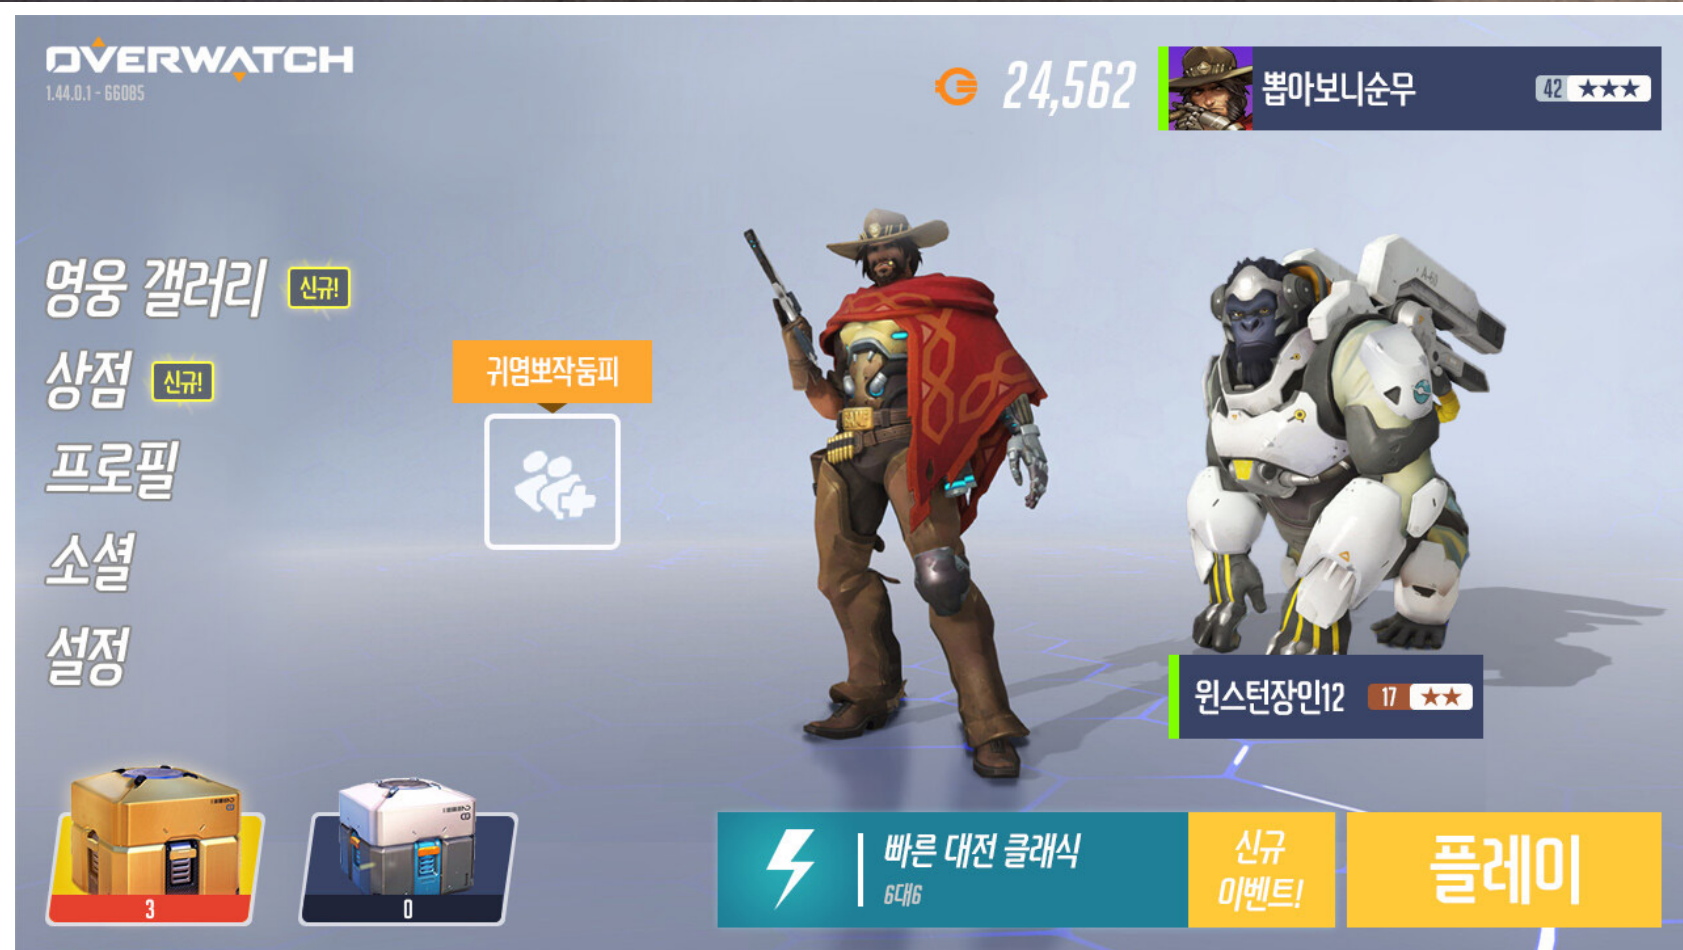 OVERWATCH
1.44.0.1 - 66085
24,562
뽑아보니순무
42 ★★★
영웅 갤러리 신규!
상점 신규!
프로필
소셜
설정
귀염뽀작둠피
윈스턴장인12
17 ★★
3
0
빠른 대전 클래식
6대6
신규
이벤트!
플레이